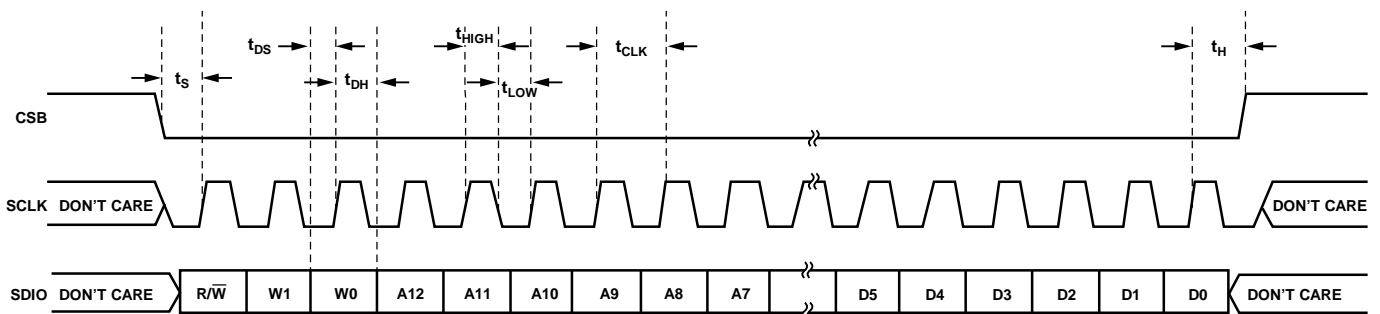 tDS tHIGH tCLK tH
tS tDH tLOW
CSB
SCLK DON'T CARE DON'T CARE
SDIO DON'T CARE R/W̅ W1 W0 A12 A11 A10 A9 A8 A7 D5 D4 D3 D2 D1 D0 DON'T CARE